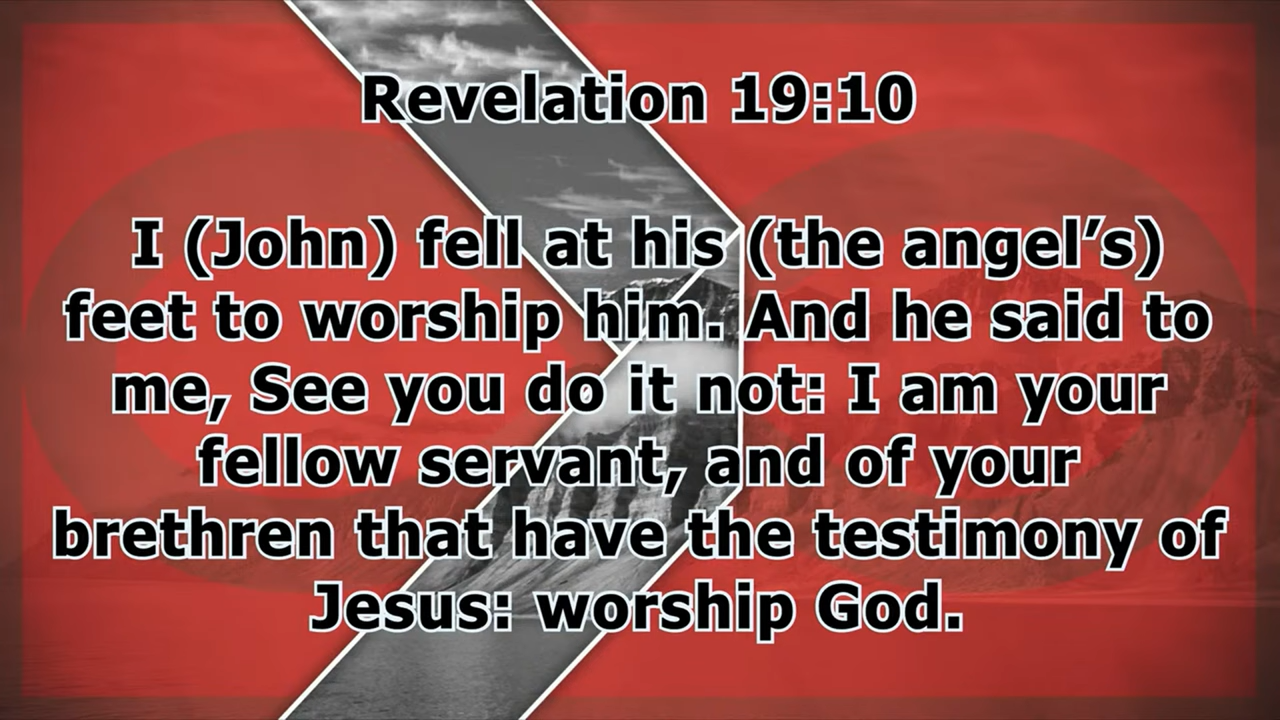 Revelation 19:10
I (John) fell at his (the angel’s)
feet to worship him. And he said to
me, See you do it not: I am your
fellow servant, and of your
brethren that have the testimony of
Jesus: worship God.